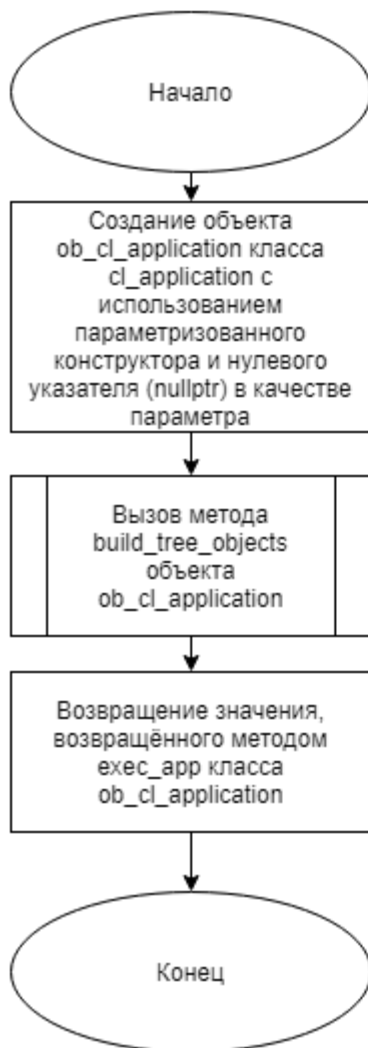 Начало
Создание объекта
ob_cl_application класса
cl_application с
использованием
параметризованного
конструктора и нулевого
указателя (nullptr) в качестве
параметра
Вызов метода
build_tree_objects
объекта
ob_cl_application
Возвращение значения,
возвращённого методом
exec_app класса
ob_cl_application
Конец